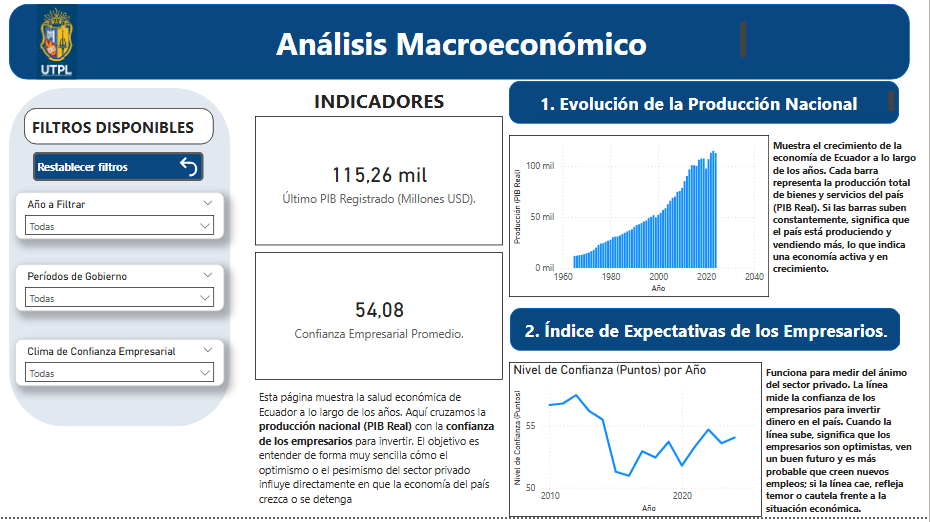 UTPL
Análisis Macroeconómico
FILTROS DISPONIBLES
Restablecer filtros
Año a Filtrar
Todas
Períodos de Gobierno
Todas
Clima de Confianza Empresarial
Todas
INDICADORES
115,26 mil
Último PIB Registrado (Millones USD).
54,08
Confianza Empresarial Promedio.
Esta página muestra la salud económica de
Ecuador a lo largo de los años. Aquí cruzamos la
producción nacional (PIB Real) con la confianza
de los empresarios para invertir. El objetivo es
entender de forma muy sencilla cómo el
optimismo o el pesimismo del sector privado
influye directamente en que la economía del país
crezca o se detenga
1. Evolución de la Producción Nacional
Producción (PIB Real)
100 mil
50 mil
0 mil
1960 1980 2000 2020 2040
Año
Muestra el crecimiento de la
economía de Ecuador a lo largo
de los años. Cada barra
representa la producción total
de bienes y servicios del país
(PIB Real). Si las barras suben
constantemente, significa que
el país está produciendo y
vendiendo más, lo que indica
una economía activa y en
crecimiento.
2. Índice de Expectativas de los Empresarios.
Nivel de Confianza (Puntos) por Año
Nivel de Confianza (Puntos)
55
50
2010 2020
Año
Funciona para medir del ánimo
del sector privado. La línea
mide la confianza de los
empresarios para invertir
dinero en el país. Cuando la
línea sube, significa que los
empresarios son optimistas, ven
un buen futuro y es más
probable que creen nuevos
empleos; si la línea cae, refleja
temor o cautela frente a la
situación económica.